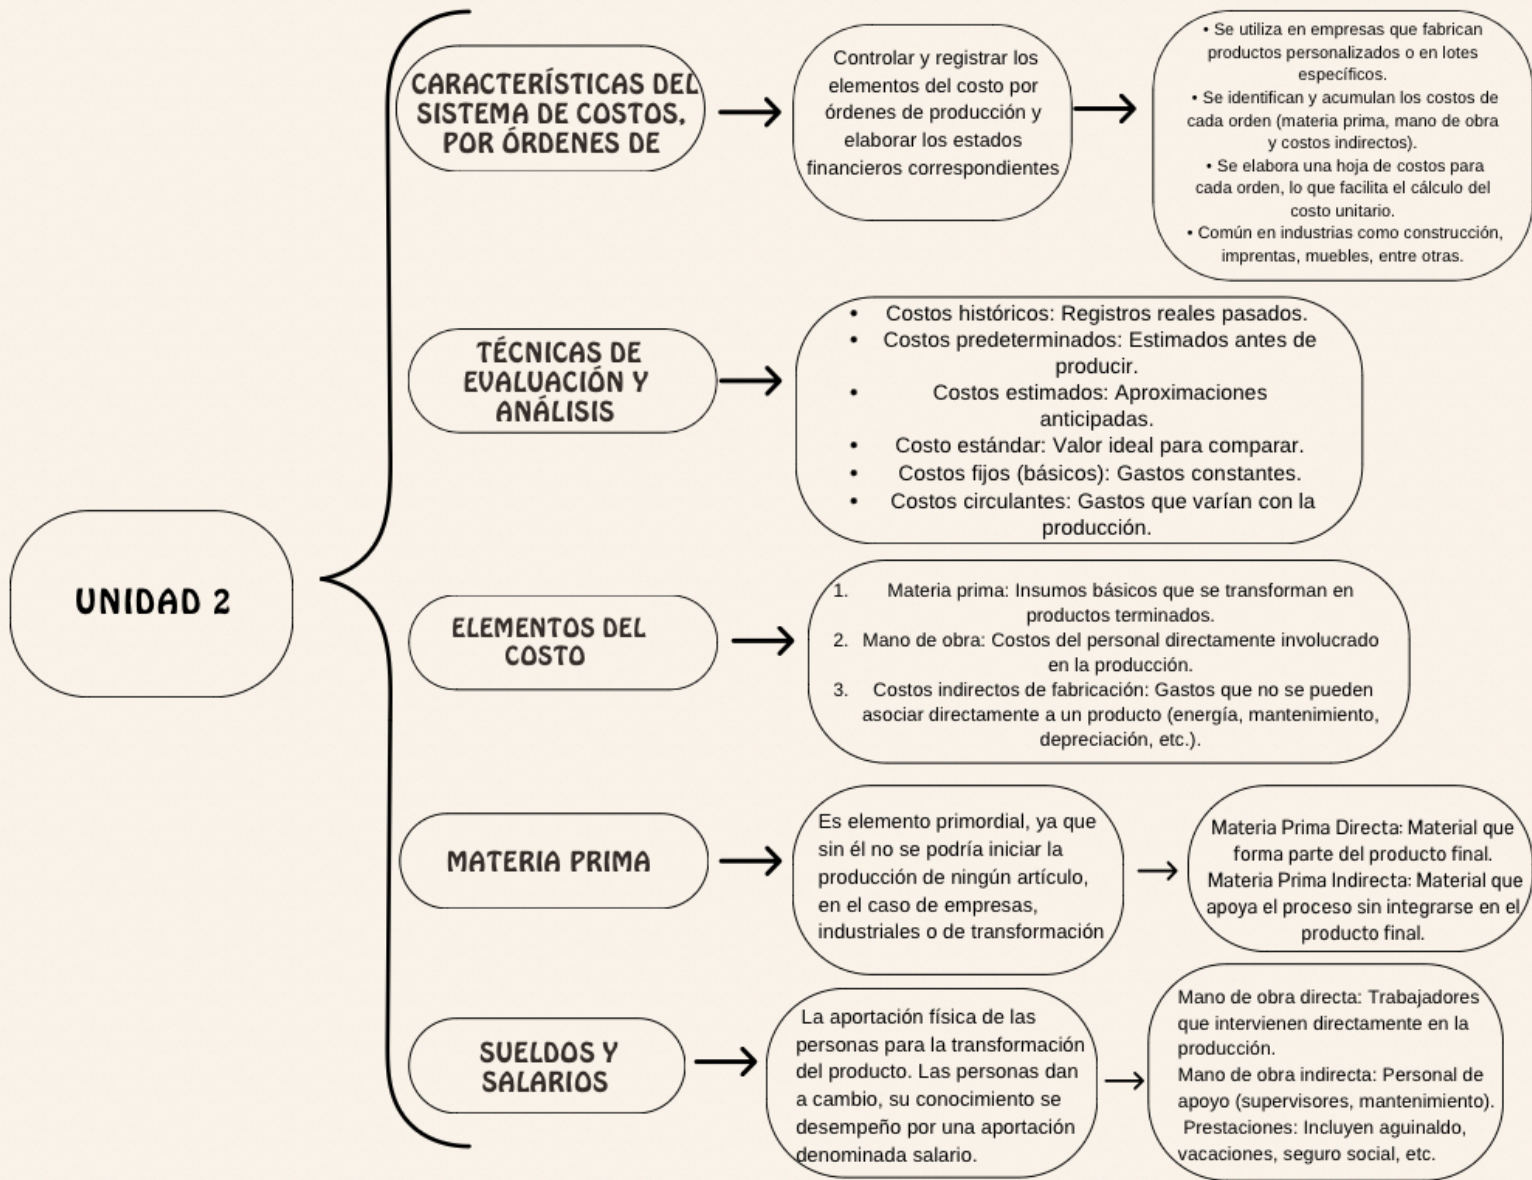 UNIDAD 2
CARACTERÍSTICAS DEL
SISTEMA DE COSTOS,
POR ÓRDENES DE
Controlar y registrar los
elementos del costo por
órdenes de producción y
elaborar los estados
financieros correspondientes
• Se utiliza en empresas que fabrican
productos personalizados o en lotes
específicos.
• Se identifican y acumulan los costos de
cada orden (materia prima, mano de obra
y costos indirectos).
• Se elabora una hoja de costos para
cada orden, lo que facilita el cálculo del
costo unitario.
• Común en industrias como construcción,
imprentas, muebles, entre otras.
TÉCNICAS DE
EVALUACIÓN Y
ANÁLISIS
• Costos históricos: Registros reales pasados.
• Costos predeterminados: Estimados antes de
producir.
• Costos estimados: Aproximaciones
anticipadas.
• Costo estándar: Valor ideal para comparar.
• Costos fijos (básicos): Gastos constantes.
• Costos circulantes: Gastos que varían con la
producción.
ELEMENTOS DEL
COSTO
1. Materia prima: Insumos básicos que se transforman en
productos terminados.
2. Mano de obra: Costos del personal directamente involucrado
en la producción.
3. Costos indirectos de fabricación: Gastos que no se pueden
asociar directamente a un producto (energía, mantenimiento,
depreciación, etc.).
MATERIA PRIMA
Es elemento primordial, ya que
sin él no se podría iniciar la
producción de ningún artículo,
en el caso de empresas,
industriales o de transformación
Materia Prima Directa: Material que
forma parte del producto final.
Materia Prima Indirecta: Material que
apoya el proceso sin integrarse en el
producto final.
SUELDOS Y
SALARIOS
La aportación física de las
personas para la transformación
del producto. Las personas dan
a cambio, su conocimiento se
desempeño por una aportación
denominada salario.
Mano de obra directa: Trabajadores
que intervienen directamente en la
producción.
Mano de obra indirecta: Personal de
apoyo (supervisores, mantenimiento).
Prestaciones: Incluyen aguinaldo,
vacaciones, seguro social, etc.